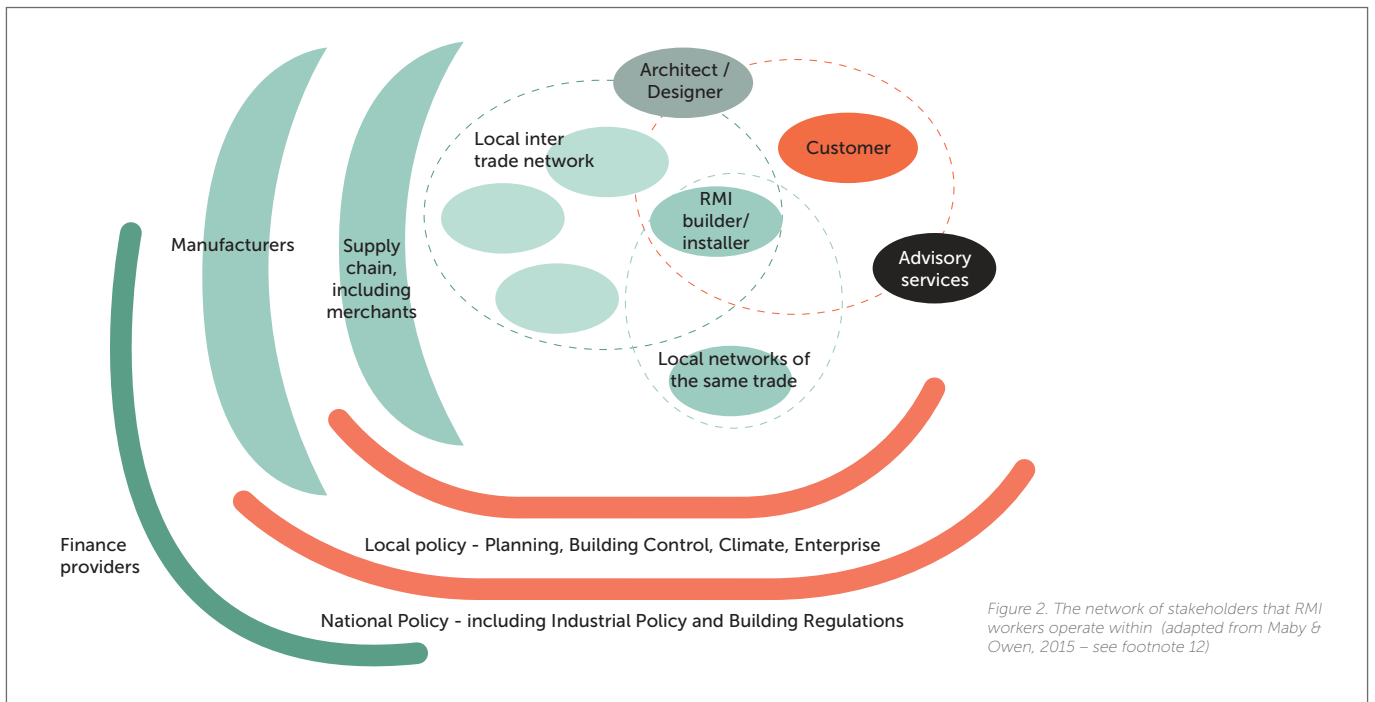 Architect /
Designer
Local inter
trade network
Customer
RMI
builder/
installer
Manufacturers
Supply
chain,
including
merchants
Advisory
services
Local networks of
the same trade
Finance
providers
Local policy - Planning, Building Control, Climate, Enterprise
National Policy - including Industrial Policy and Building Regulations
Figure 2. The network of stakeholders that RMI
workers operate within (adapted from Maby &
Owen, 2015 – see footnote 12)